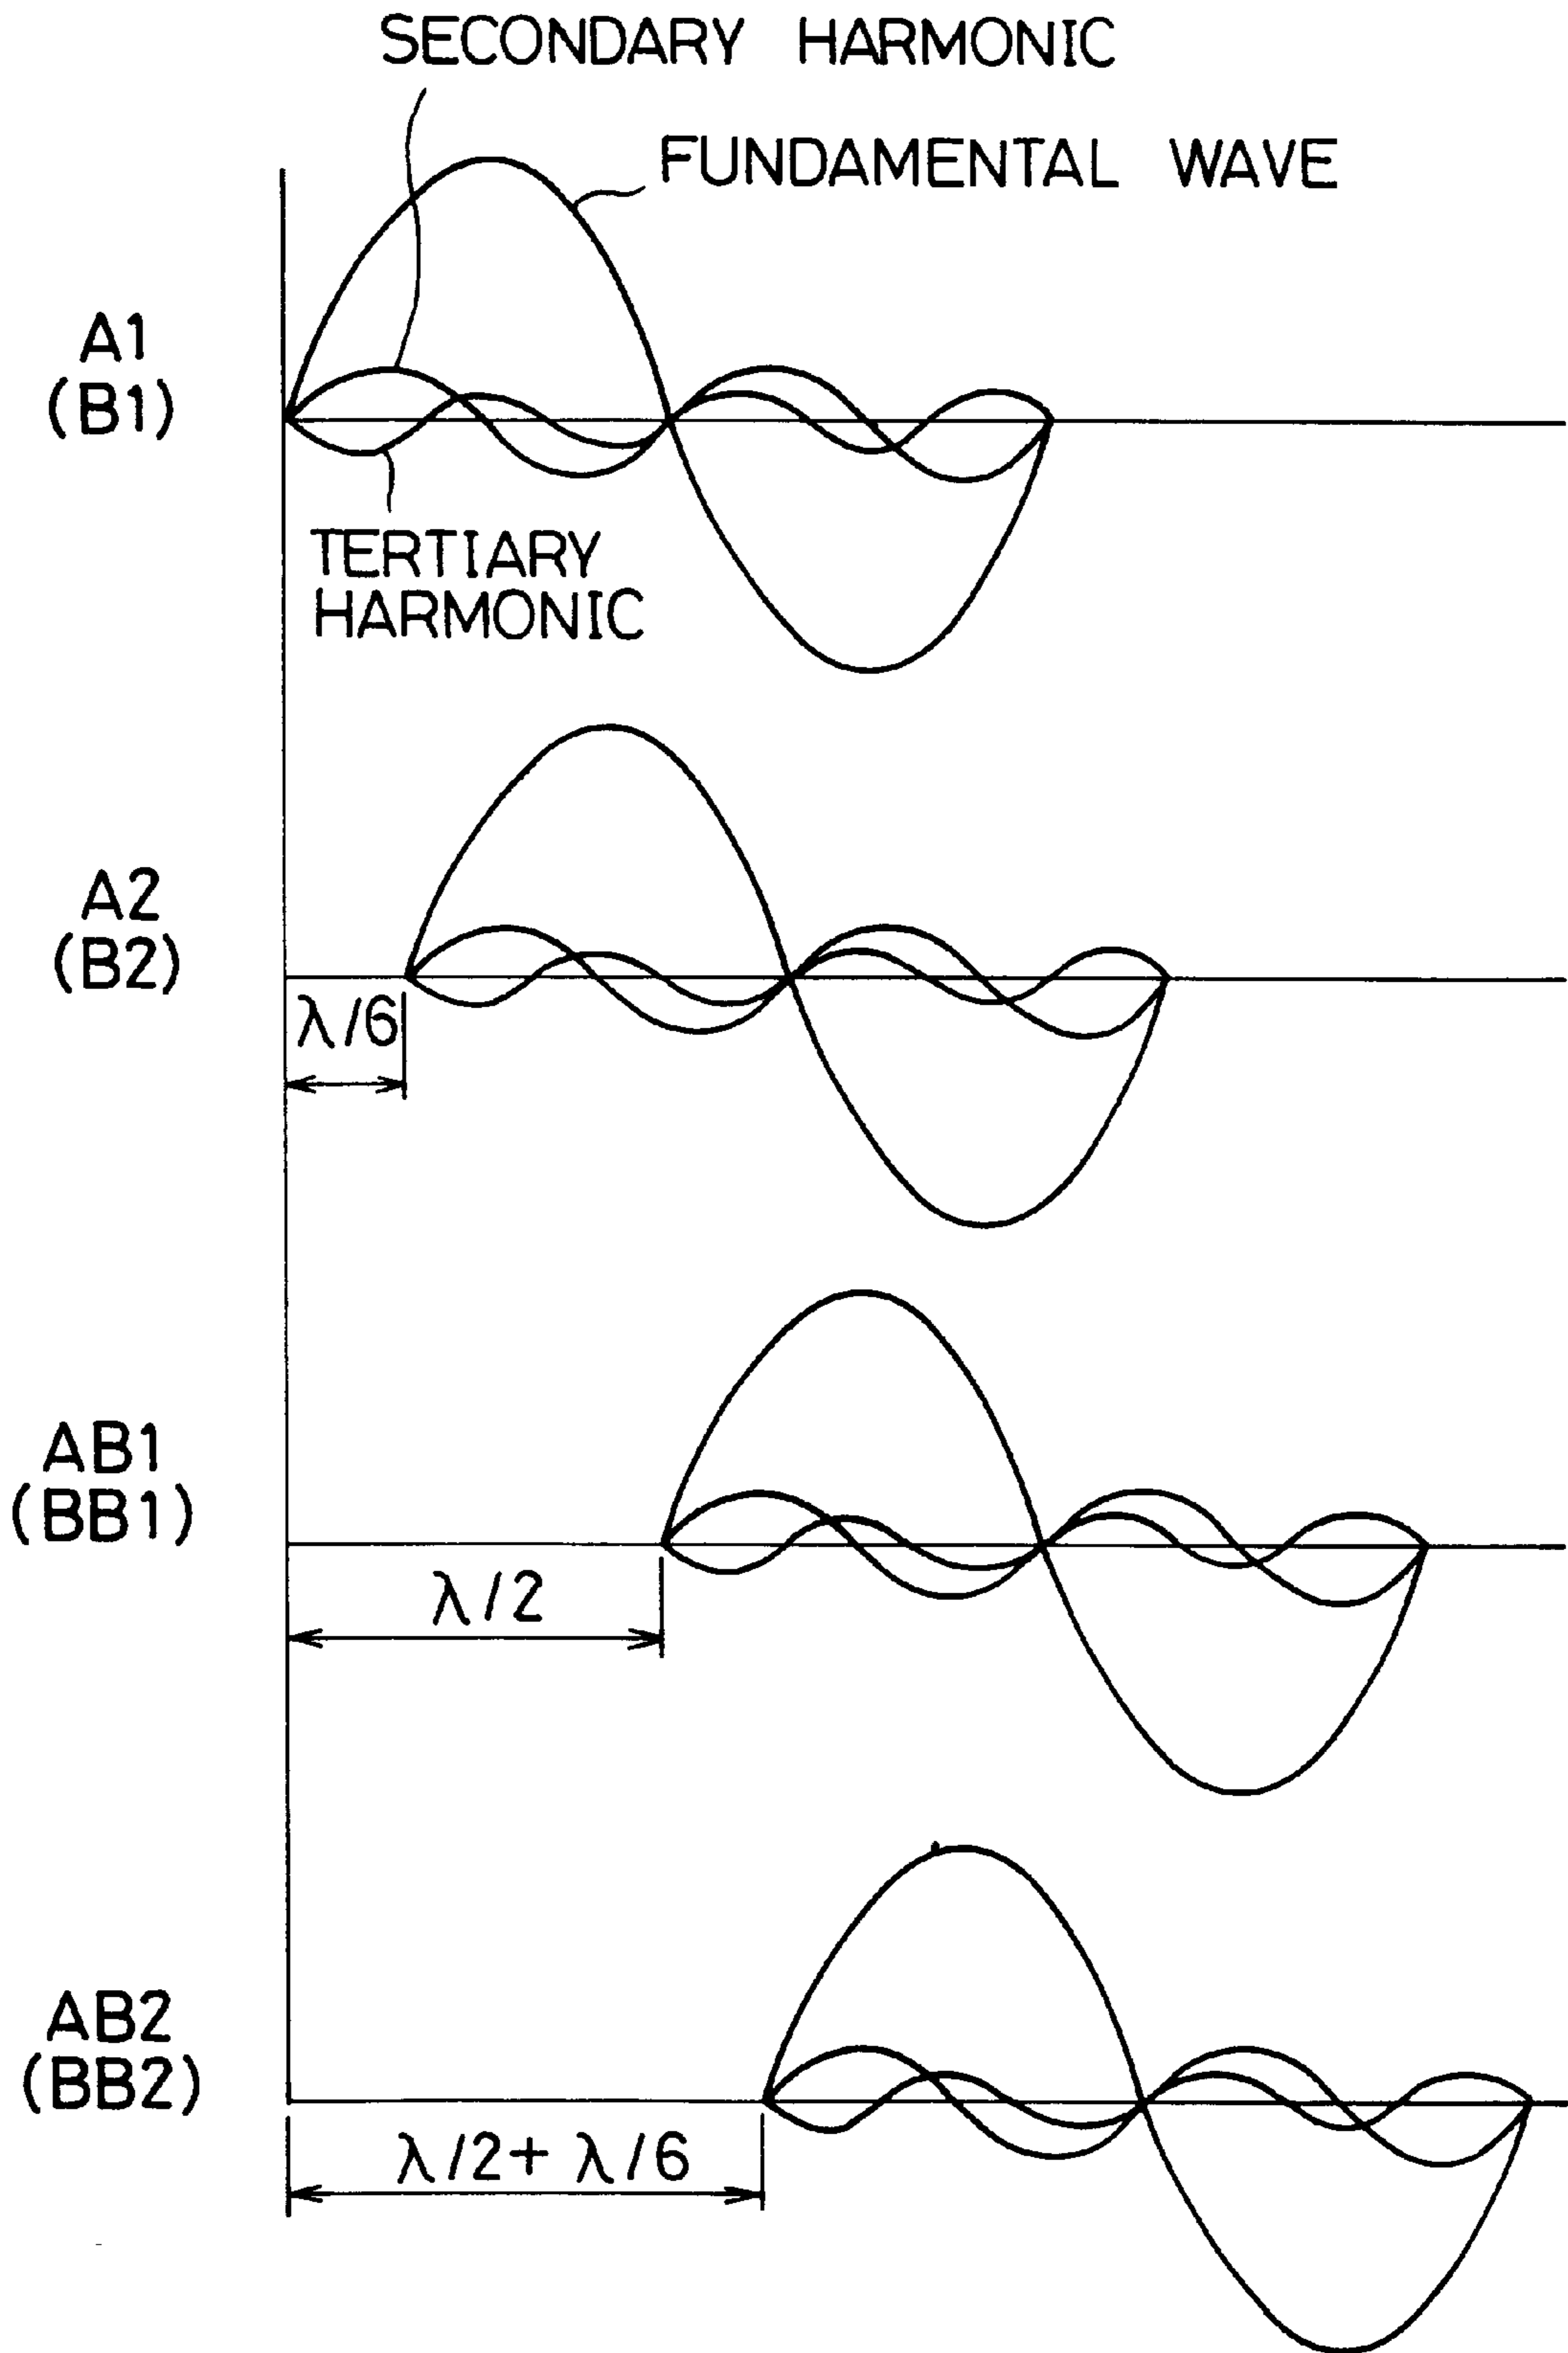 SECONDARY HARMONIC
FUNDAMENTAL WAVE
A1
(B1)
TERTIARY
HARMONIC
A2
(B2)
λ/6
AB1
(BB1)
λ/2
AB2
(BB2)
λ/2+ λ/6